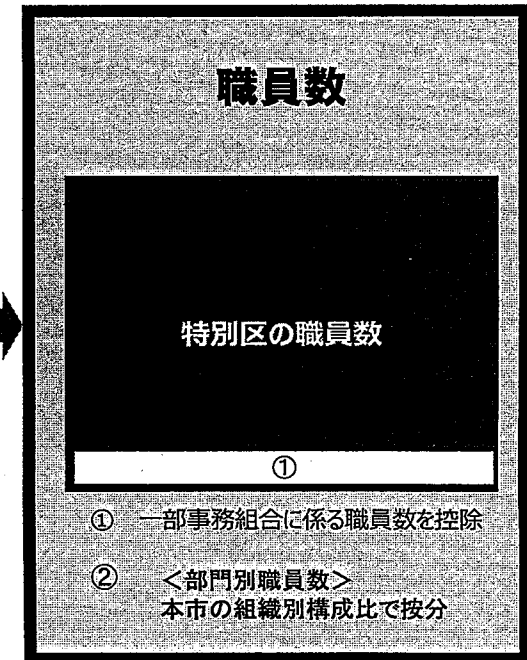 職員数
特別区の職員数
①
① 一部事務組合に係る職員数を控除
② ＜部門別職員数＞
本市の組織別構成比で按分